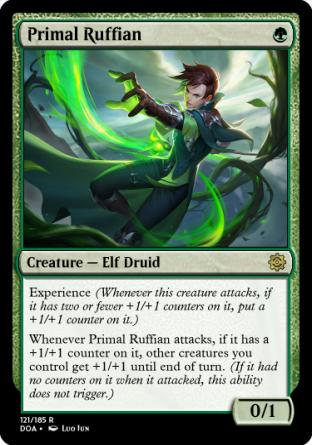 Primal Ruffian
Creature — Elf Druid
Experience (Whenever this creature attacks, if
it has two or fewer +1/+1 counters on it, put a
+1/+1 counter on it.)
Whenever Primal Ruffian attacks, if it has a
+1/+1 counter on it, other creatures you
control get +1/+1 until end of turn. (If it had
no counters on it when it attacked, this ability
does not trigger.)
0/1
121/185 R
DOA • Luo Jun